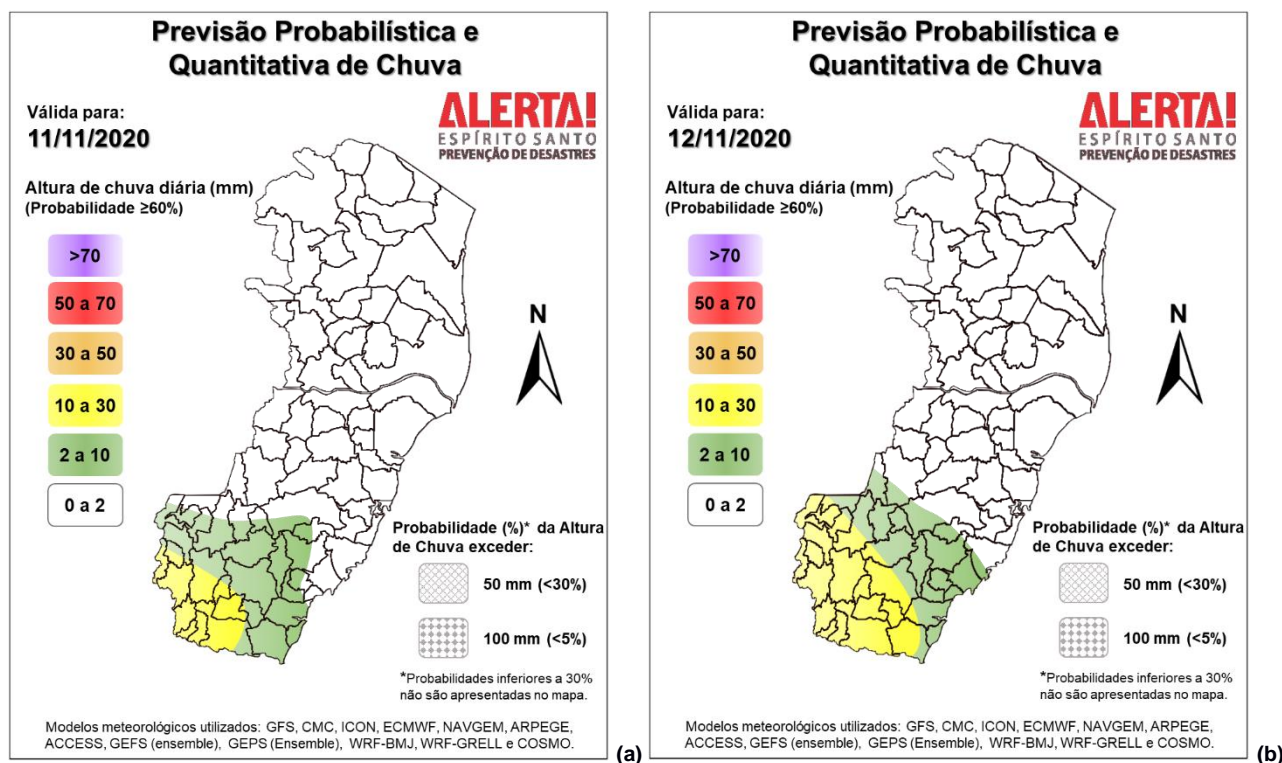 Previsão Probabilística e
Quantitativa de Chuva
Válida para:
11/11/2020
ALERTA!
ESPÍRITO SANTO
PREVENÇÃO DE DESASTRES
Altura de chuva diária (mm)
(Probabilidade ≥60%)
>70
50 a 70
30 a 50
10 a 30
2 a 10
0 a 2
N
Probabilidade (%)* da Altura
de Chuva exceder:
50 mm (<30%)
100 mm (<5%)
*Probabilidades inferiores a 30%
não são apresentadas no mapa.
Modelos meteorológicos utilizados: GFS, CMC, ICON, ECMWF, NAVGEM, ARPEGE,
ACCESS, GEFS (ensemble), GEPS (Ensemble), WRF-BMJ, WRF-GRELL e COSMO.
(a)
Previsão Probabilística e
Quantitativa de Chuva
Válida para:
12/11/2020
ALERTA!
ESPÍRITO SANTO
PREVENÇÃO DE DESASTRES
Altura de chuva diária (mm)
(Probabilidade ≥60%)
>70
50 a 70
30 a 50
10 a 30
2 a 10
0 a 2
N
Probabilidade (%)* da Altura
de Chuva exceder:
50 mm (<30%)
100 mm (<5%)
*Probabilidades inferiores a 30%
não são apresentadas no mapa.
Modelos meteorológicos utilizados: GFS, CMC, ICON, ECMWF, NAVGEM, ARPEGE,
ACCESS, GEFS (ensemble), GEPS (Ensemble), WRF-BMJ, WRF-GRELL e COSMO.
(b)